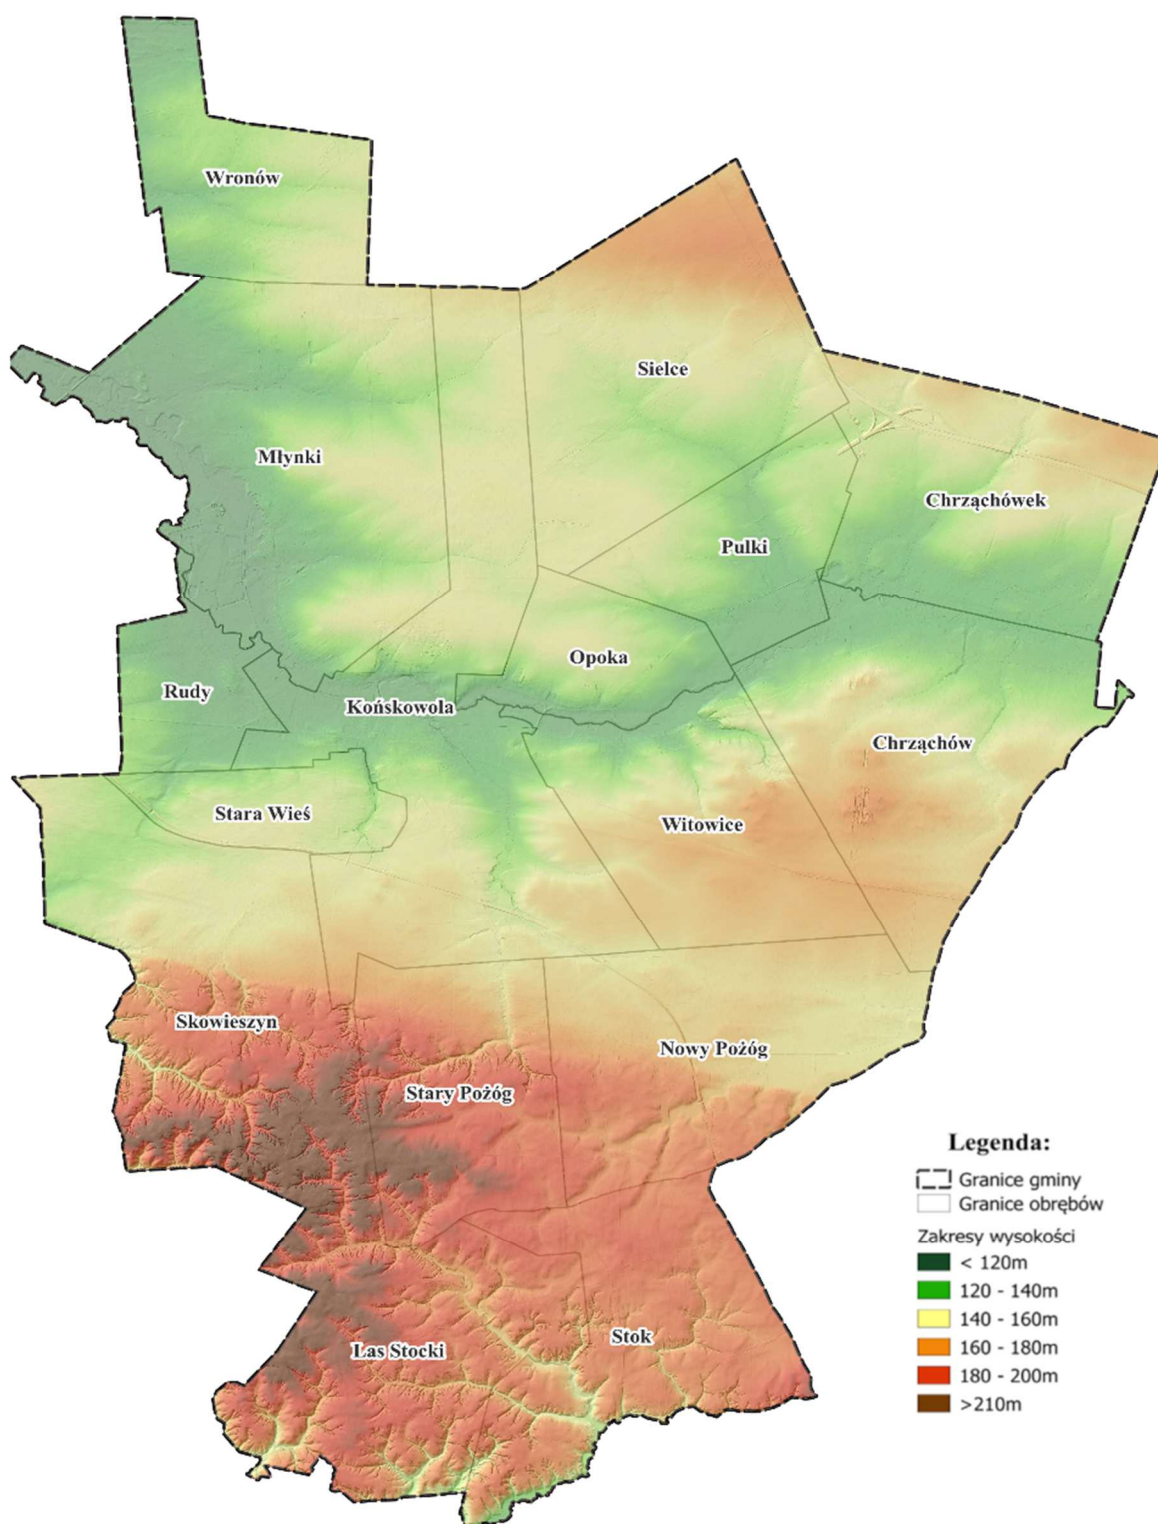 Wronów
Sielce
Młynki
Chrząchówek
Pulki
Opoka
Rudy
Końskowola
Chrząchów
Stara Wieś
Witowice
Skowieszyn
Nowy Pożóg
Stary Pożóg
Stok
Las Stocki
Legenda:
Granice gminy
Granice obrębów
Zakresy wysokości
< 120m
120 - 140m
140 - 160m
160 - 180m
180 - 200m
>210m